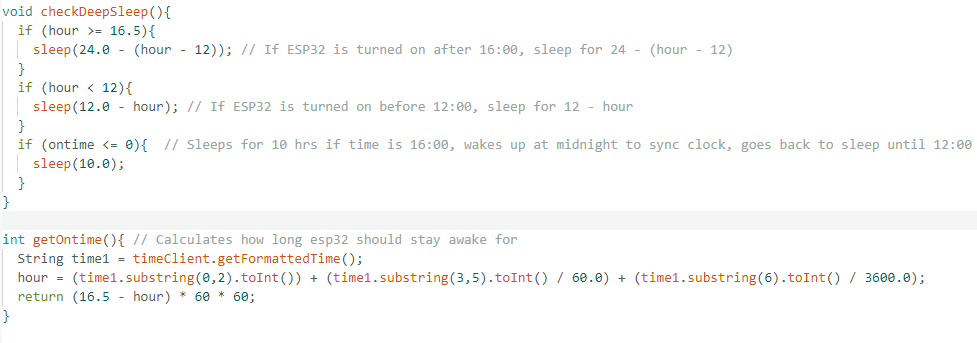 void checkDeepSleep(){
  if (hour >= 16.5){
    sleep(24.0 - (hour - 12)); // If ESP32 is turned on after 16:00, sleep for 24 - (hour - 12)
  }
  if (hour < 12){
    sleep(12.0 - hour); // If ESP32 is turned on before 12:00, sleep for 12 - hour
  }
  if (ontime <= 0){  // Sleeps for 10 hrs if time is 16:00, wakes up at midnight to sync clock, goes back to sleep until 12:00
    sleep(10.0);
  }
}
int getOntime(){ // Calculates how long esp32 should stay awake for
  String time1 = timeClient.getFormattedTime();
  hour = (time1.substring(0,2).toInt()) + (time1.substring(3,5).toInt() / 60.0) + (time1.substring(6).toInt() / 3600.0);
  return (16.5 - hour) * 60 * 60;
}